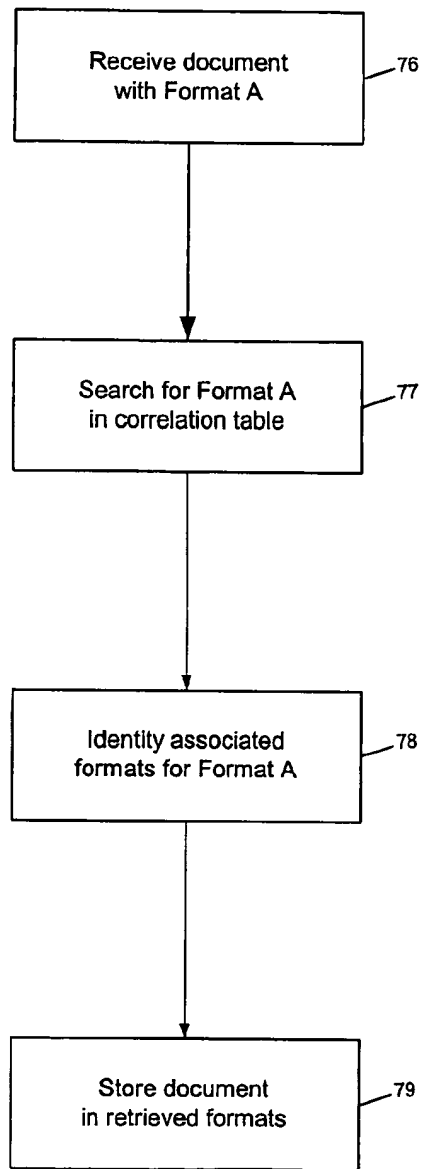 Receive document
with Format A
76
Search for Format A
in correlation table
77
Identity associated
formats for Format A
78
Store document
in retrieved formats
79